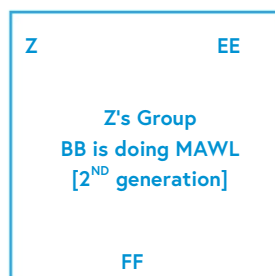 Z EE
Z's Group
BB is doing MAWL
[2ND generation]
FF